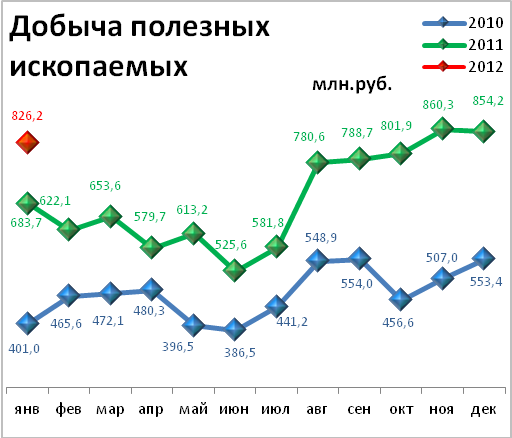 Добыча полезных
ископаемых
2010
2011
2012
млн.руб.
826,2
683,7 622,1 653,6 579,7 613,2 525,6 581,8 780,6 788,7 801,9 860,3 854,2
401,0 465,6 472,1 480,3 396,5 386,5 441,2 548,9 554,0 456,6 507,0 553,4
янв фев мар апр май июн июл авг сен окт ноя дек